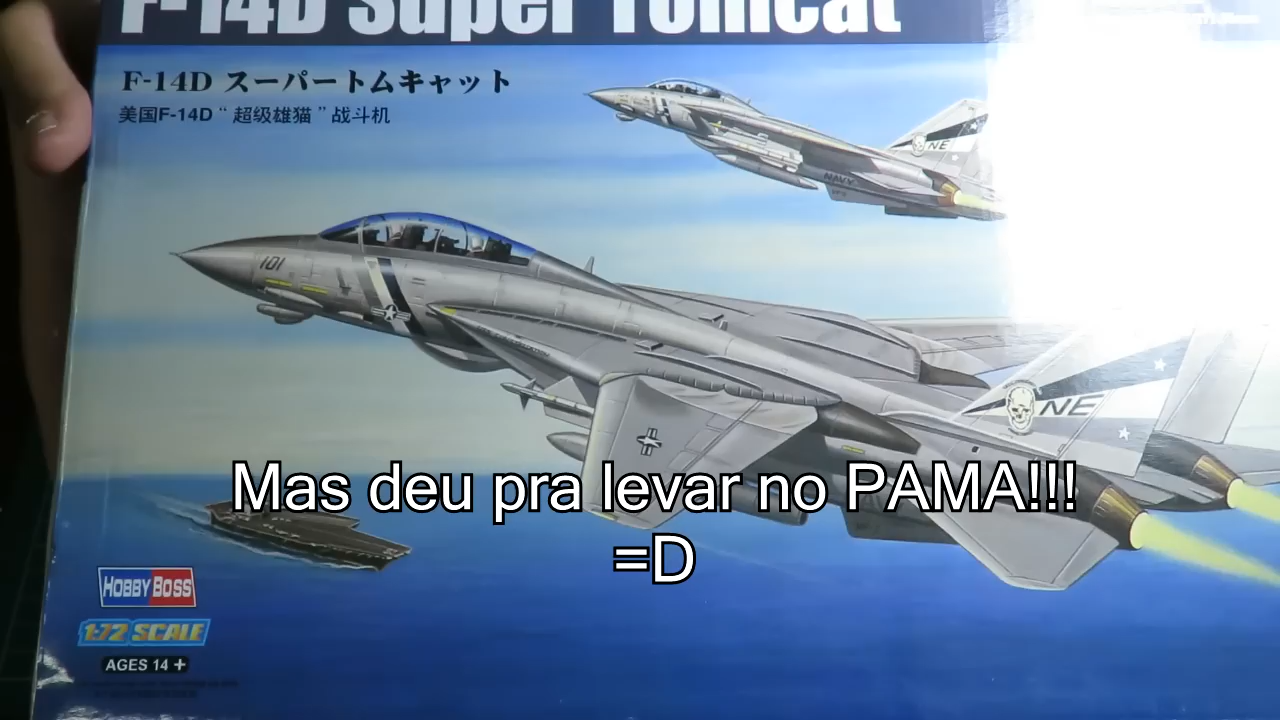 F-14D Super Tomcat
F-14D スーパートムキャット
美国F-14D“超级雄猫”战斗机
NE
NAVY
101
NE
Mas deu pra levar no PAMA!!!
=D
HOBBY BOSS
1:72 SCALE
AGES 14 +